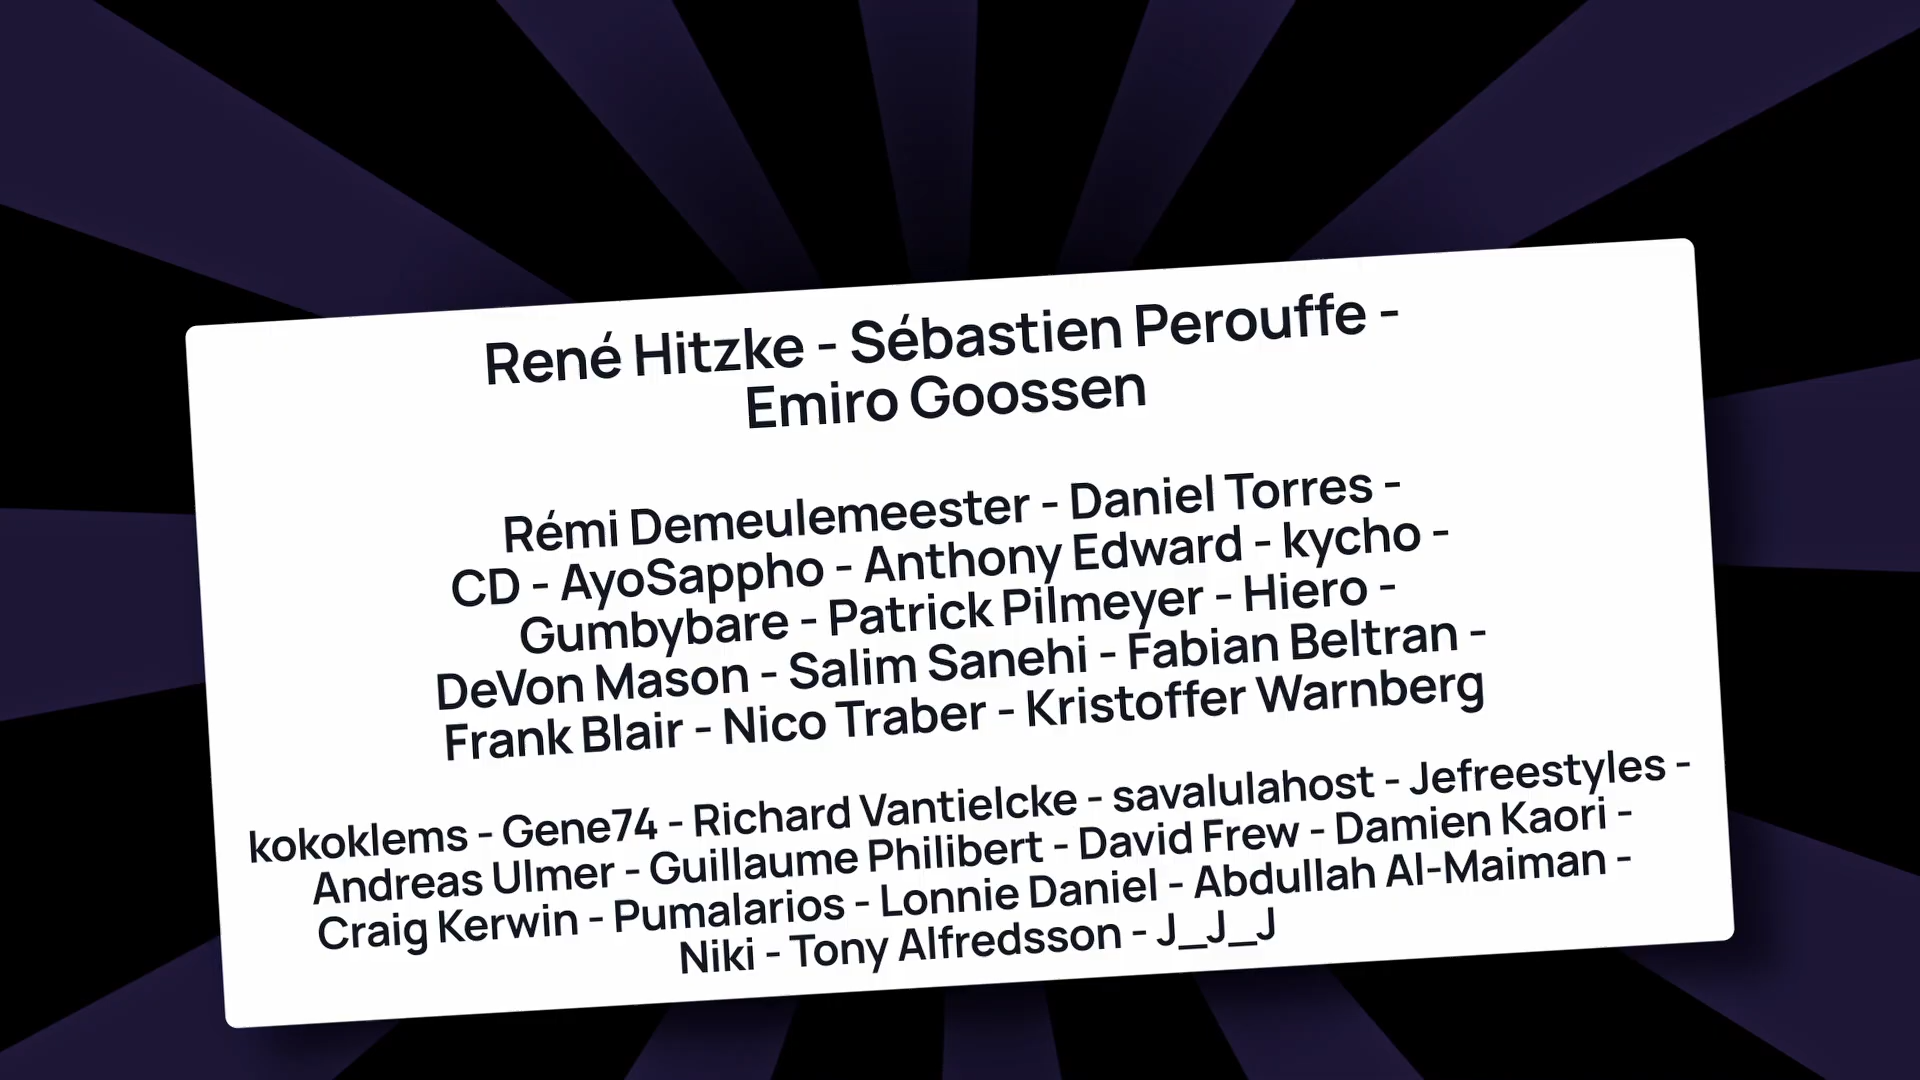 René Hitzke - Sébastien Perouffe -
Emiro Goossen
Rémi Demeulemeester - Daniel Torres -
CD - AyoSappho - Anthony Edward - kycho -
Gumbybare - Patrick Pilmeyer - Hiero -
DeVon Mason - Salim Sanehi - Fabian Beltran -
Frank Blair - Nico Traber - Kristoffer Warnberg
kokoklems - Gene74 - Richard Vantielcke - savalulahost - Jefreestyles -
Andreas Ulmer - Guillaume Philibert - David Frew - Damien Kaori -
Craig Kerwin - Pumalarios - Lonnie Daniel - Abdullah Al-Maiman -
Niki - Tony Alfredsson - J_J_J